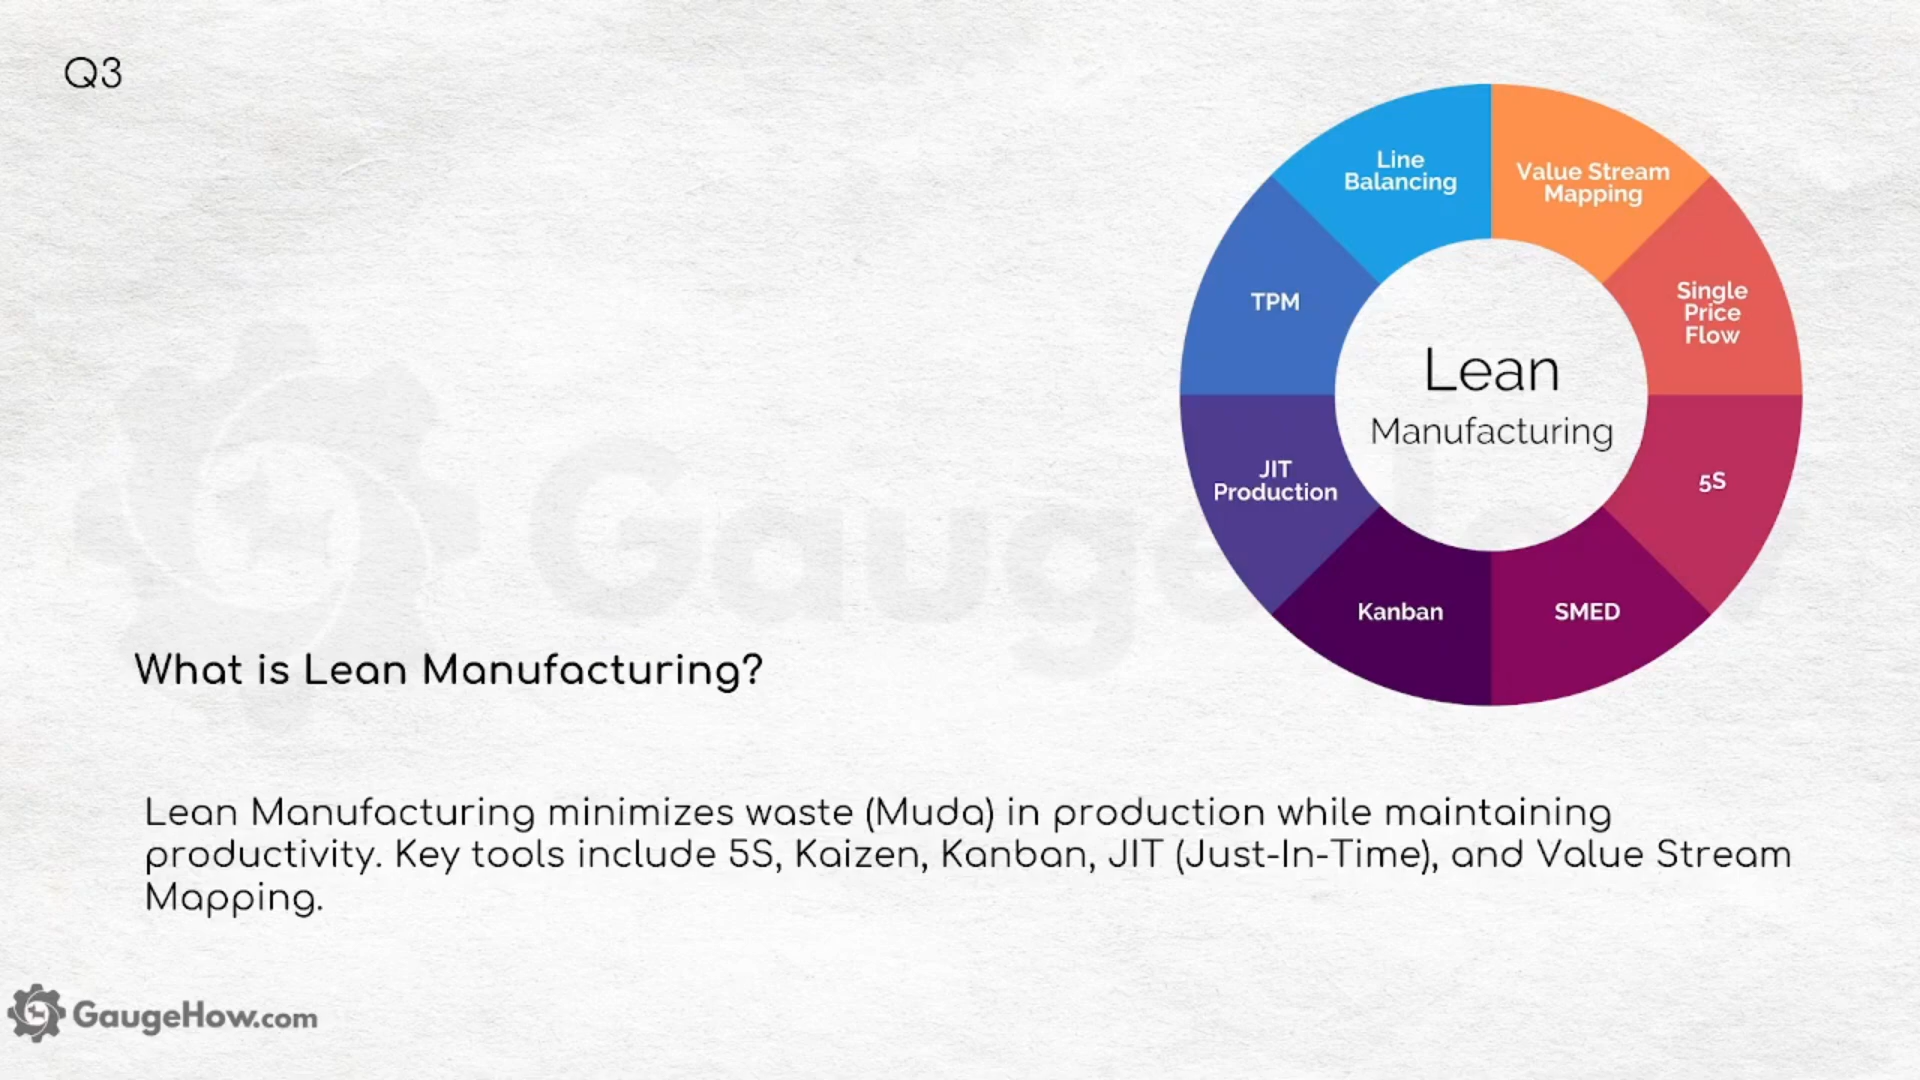 Q3
Line
Balancing
Value Stream
Mapping
TPM
Single
Price
Flow
Lean
Manufacturing
JIT
Production
5S
Kanban
SMED
What is Lean Manufacturing?
Lean Manufacturing minimizes waste (Muda) in production while maintaining
productivity. Key tools include 5S, Kaizen, Kanban, JIT (Just-In-Time), and Value Stream
Mapping.
GaugeHow.com